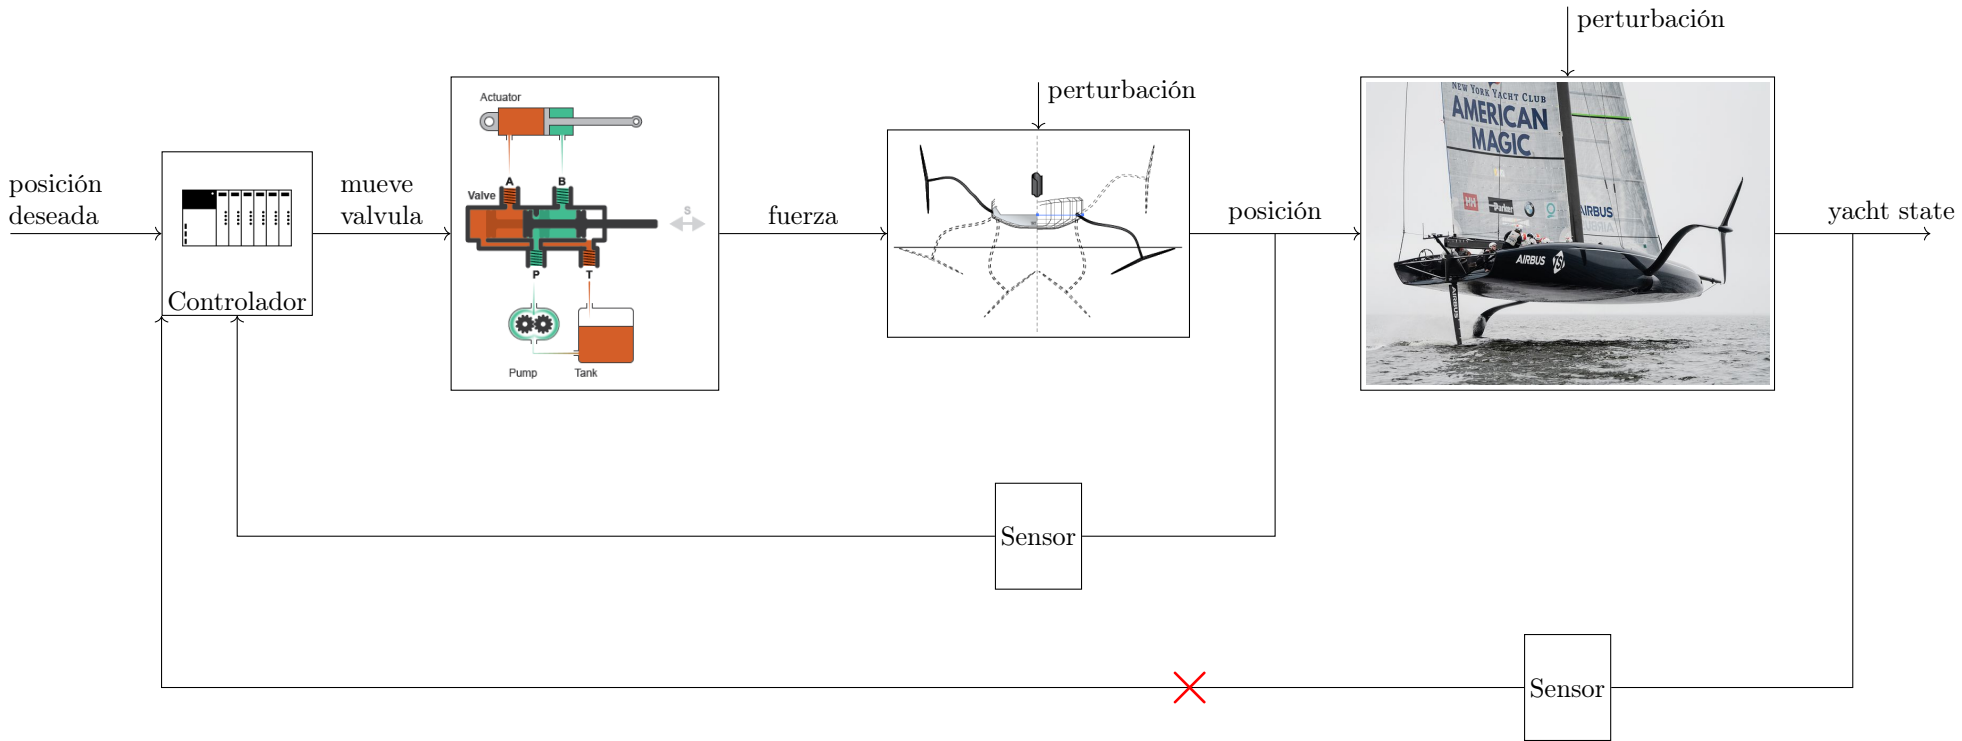 perturbación
perturbación
Actuator
A
B
Valve
S
P
T
Pump
Tank
NEW YORK YACHT CLUB
AMERICAN
MAGIC
AIRBUS
AIRBUS
AIRBUS
posición
deseada
Controlador
mueve
valvula
fuerza
posición
yacht state
Sensor
Sensor